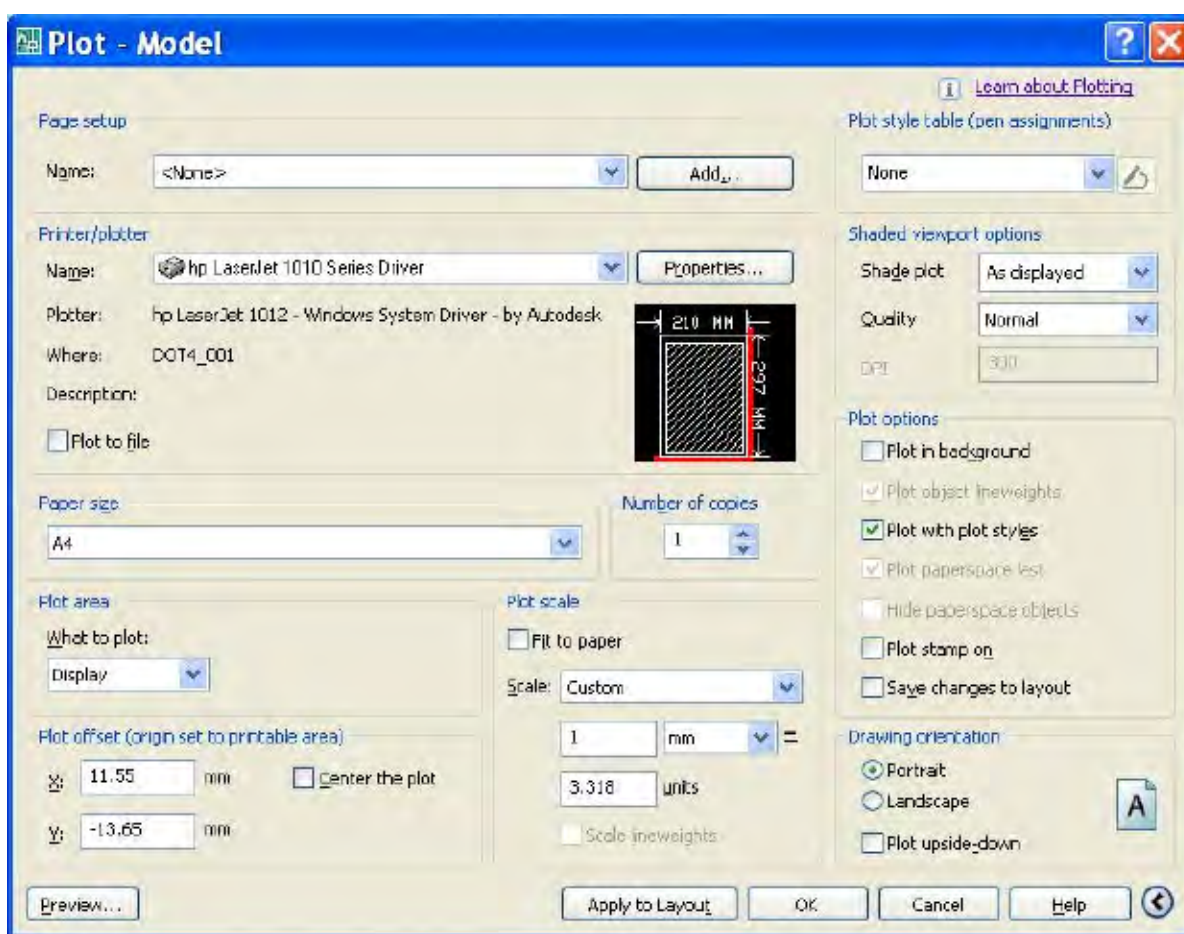 Plot - Model
Learn about Plotting
Page setup
Name: <None> Add...
Plot style table (pen assignments)
None
Printer/plotter
Name: hp LaserJet 1010 Series Driver Properties...
Plotter: hp LaserJet 1012 - Windows System Driver - by Autodesk
Where: DOT4_001
Description:
Plot to file
210 MM
297 MM
Shaded viewport options
Shade plot As displayed
Quality Normal
DPI 300
Paper size
A4
Number of copies
1
Plot options
Plot in background
Plot object lineweights
Plot with plot styles
Plot paperspace last
Hide paperspace objects
Plot stamp on
Save changes to layout
Plot area
What to plot:
Display
Plot scale
Fit to paper
Scale: Custom
1 mm =
3.318 units
Scale lineweights
Plot offset (origin set to printable area)
X: 11.55 mm Center the plot
Y: -13.65 mm
Drawing orientation
Portrait
Landscape
Plot upside-down
A
Preview... Apply to Layout OK Cancel Help